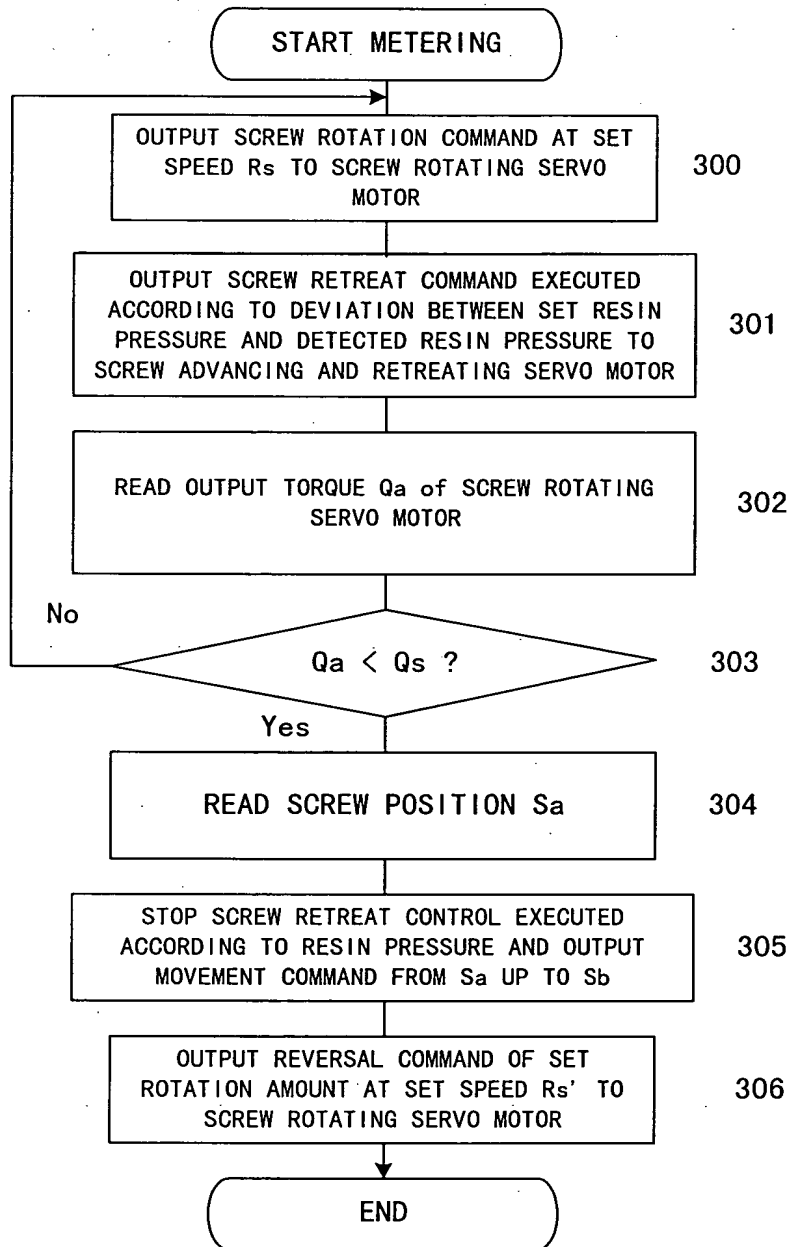 START METERING
OUTPUT SCREW ROTATION COMMAND AT SET
SPEED Rs TO SCREW ROTATING SERVO
MOTOR
300
OUTPUT SCREW RETREAT COMMAND EXECUTED
ACCORDING TO DEVIATION BETWEEN SET RESIN
PRESSURE AND DETECTED RESIN PRESSURE TO
SCREW ADVANCING AND RETREATING SERVO MOTOR
301
READ OUTPUT TORQUE Qa of SCREW ROTATING
SERVO MOTOR
302
No
Qa < Qs ?
303
Yes
READ SCREW POSITION Sa
304
STOP SCREW RETREAT CONTROL EXECUTED
ACCORDING TO RESIN PRESSURE AND OUTPUT
MOVEMENT COMMAND FROM Sa UP TO Sb
305
OUTPUT REVERSAL COMMAND OF SET
ROTATION AMOUNT AT SET SPEED Rs' TO
SCREW ROTATING SERVO MOTOR
306
END